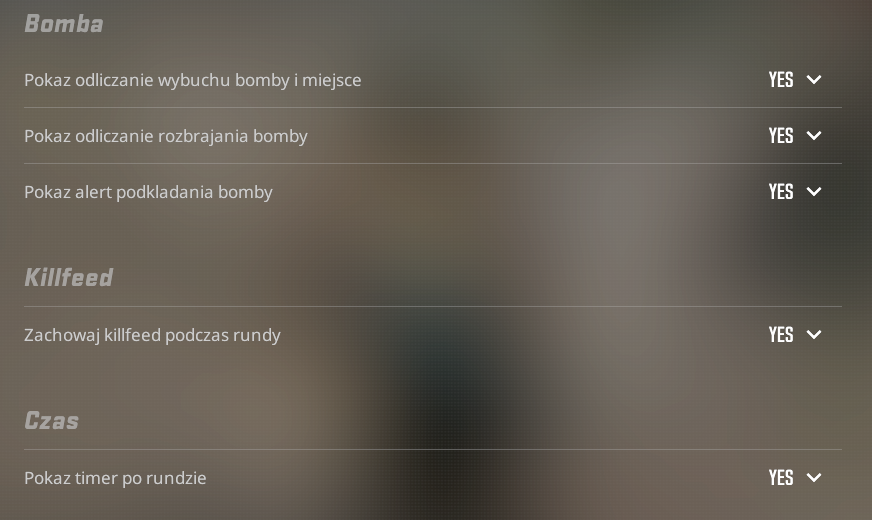 Bomba
Pokaz odliczanie wybuchu bomby i miejsce YES
Pokaz odliczanie rozbrajania bomby YES
Pokaz alert podkladania bomby YES
Killfeed
Zachowaj killfeed podczas rundy YES
Czas
Pokaz timer po rundzie YES